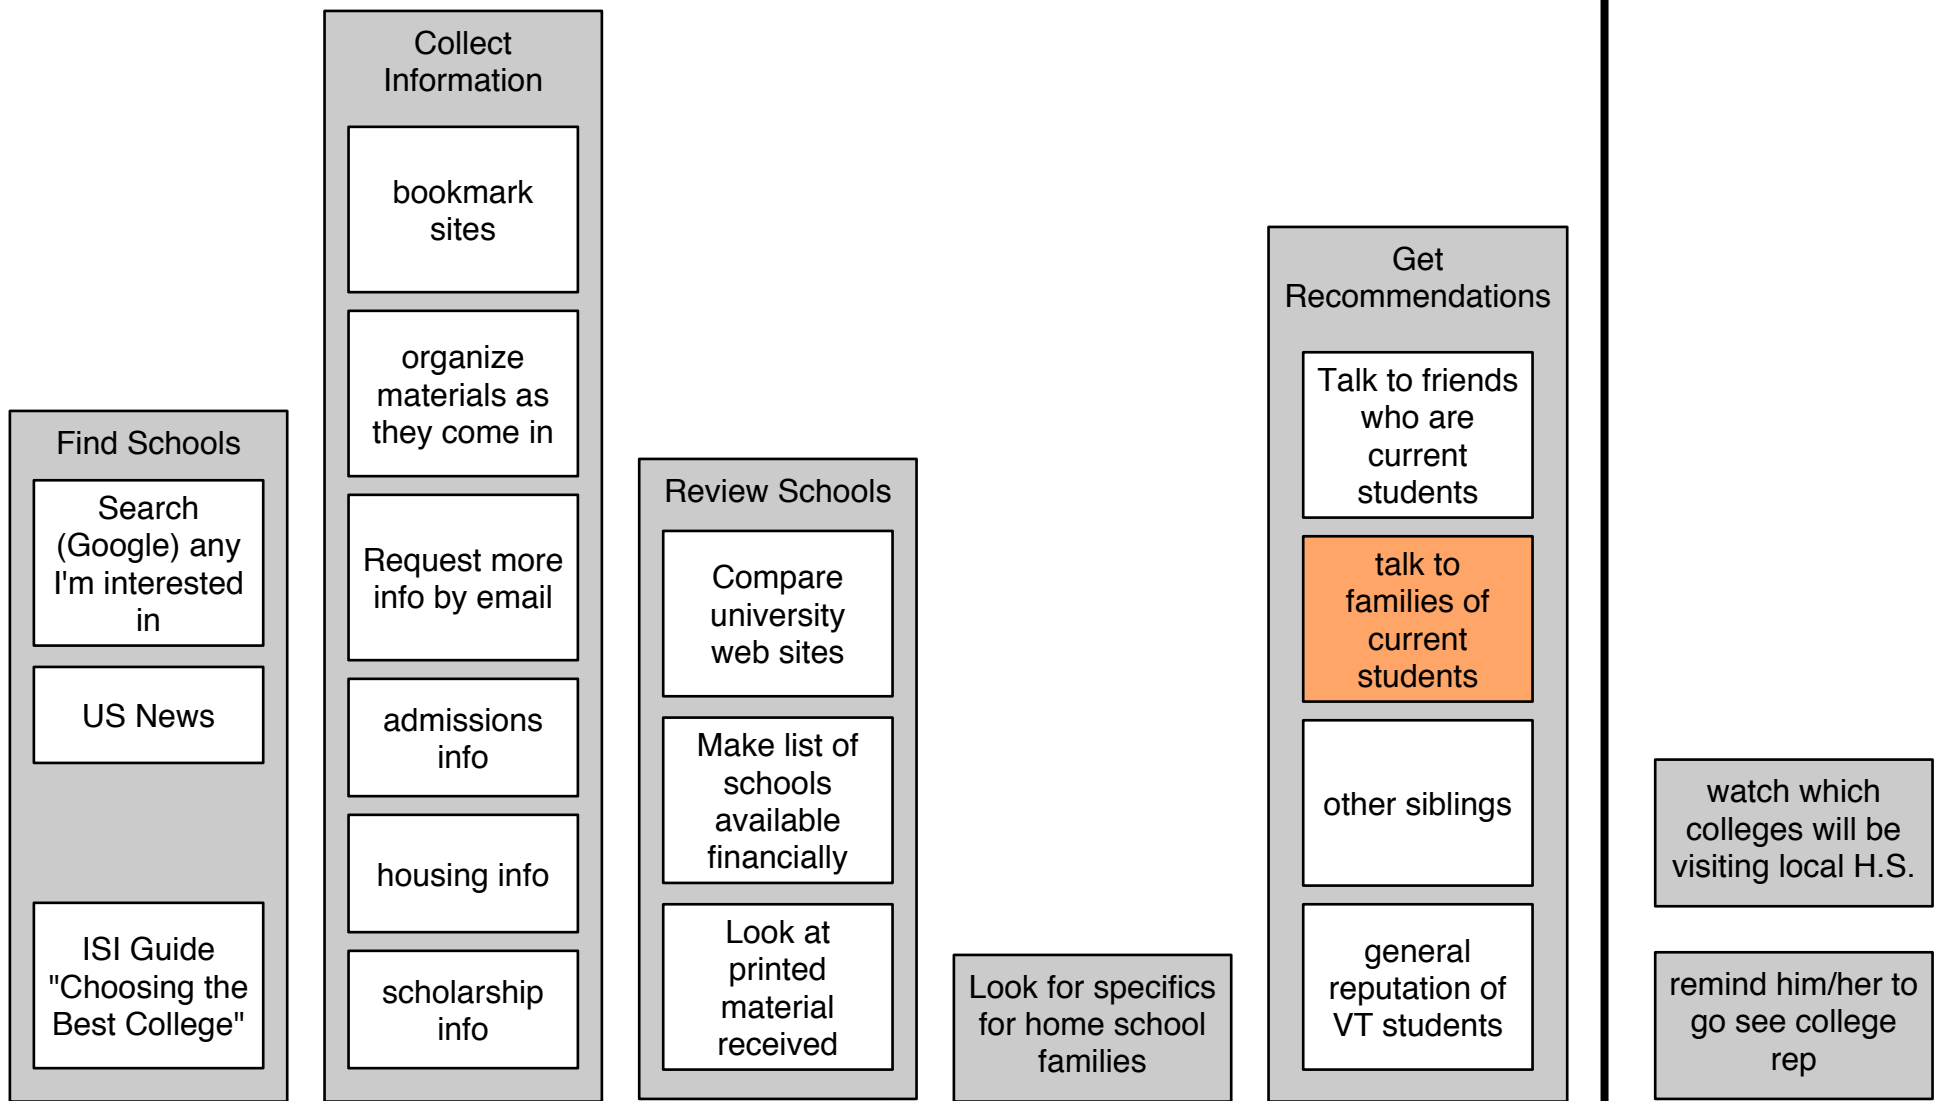 Find Schools
Search
(Google) any
I'm interested
in
US News
ISI Guide
"Choosing the
Best College"
Collect
Information
bookmark
sites
organize
materials as
they come in
Request more
info by email
admissions
info
housing info
scholarship
info
Review Schools
Compare
university
web sites
Make list of
schools
available
financially
Look at
printed
material
received
Look for specifics
for home school
families
Get
Recommendations
Talk to friends
who are
current
students
talk to
families of
current
students
other siblings
general
reputation of
VT students
watch which
colleges will be
visiting local H.S.
remind him/her to
go see college
rep